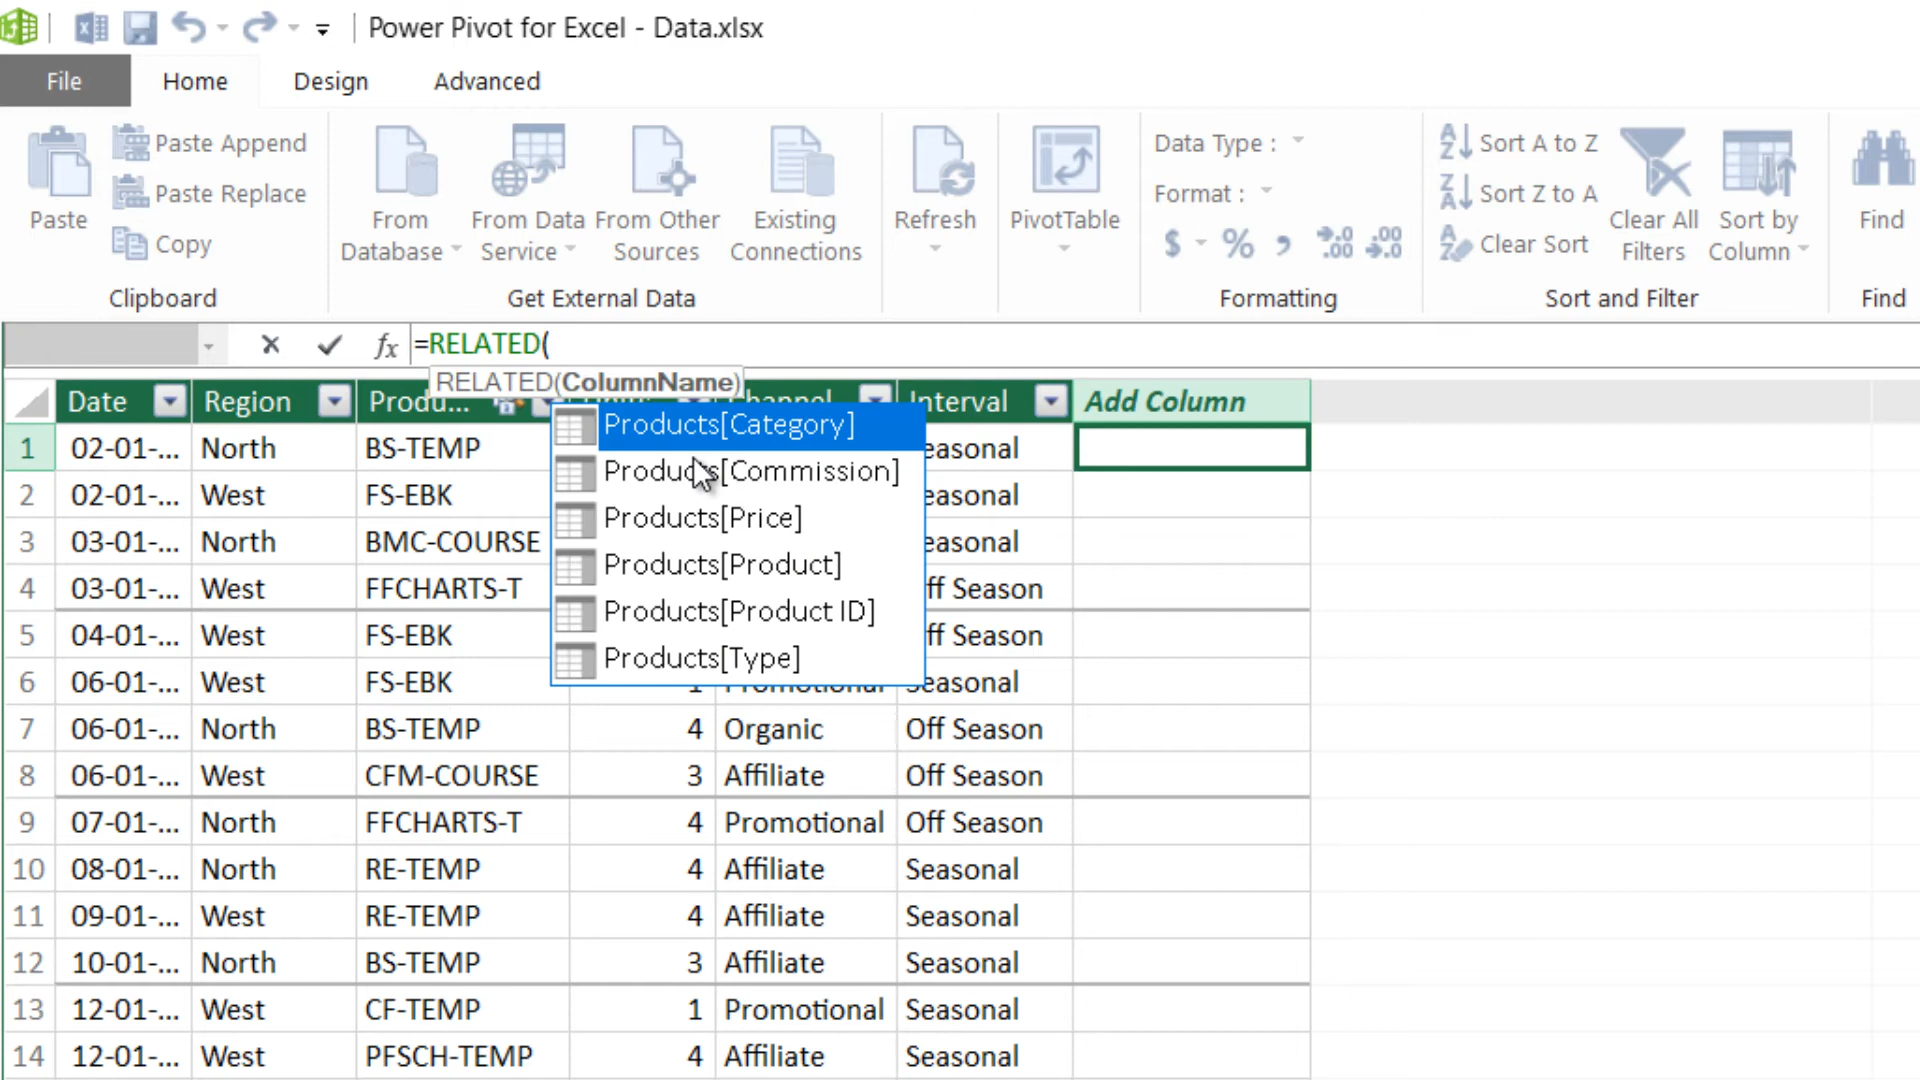 Power Pivot for Excel - Data.xlsx
File Home Design Advanced
Paste
Paste Append
Paste Replace
Copy
Clipboard
From Database
From Data Service
From Other Sources
Existing Connections
Get External Data
Refresh
PivotTable
Data Type :
Format :
$ % , .0 .00 .00 .0
Formatting
Sort A to Z
Sort Z to A
Clear Sort
Clear All Filters
Sort by Column
Sort and Filter
Find
Find
fx =RELATED(
RELATED(ColumnName)
Date Region Produ... Channel Interval Add Column
Products[Category]
Products[Commission]
Products[Price]
Products[Product]
Products[Product ID]
Products[Type]
1 02-01-... North BS-TEMP easonal
2 02-01-... West FS-EBK easonal
3 03-01-... North BMC-COURSE easonal
4 03-01-... West FFCHARTS-T ff Season
5 04-01-... West FS-EBK ff Season
6 06-01-... West FS-EBK 1 Promotional easonal
7 06-01-... North BS-TEMP 4 Organic Off Season
8 06-01-... West CFM-COURSE 3 Affiliate Off Season
9 07-01-... North FFCHARTS-T 4 Promotional Off Season
10 08-01-... North RE-TEMP 4 Affiliate Seasonal
11 09-01-... West RE-TEMP 4 Affiliate Seasonal
12 10-01-... North BS-TEMP 3 Affiliate Seasonal
13 12-01-... West CF-TEMP 1 Promotional Seasonal
14 12-01-... West PFSCH-TEMP 4 Affiliate Seasonal